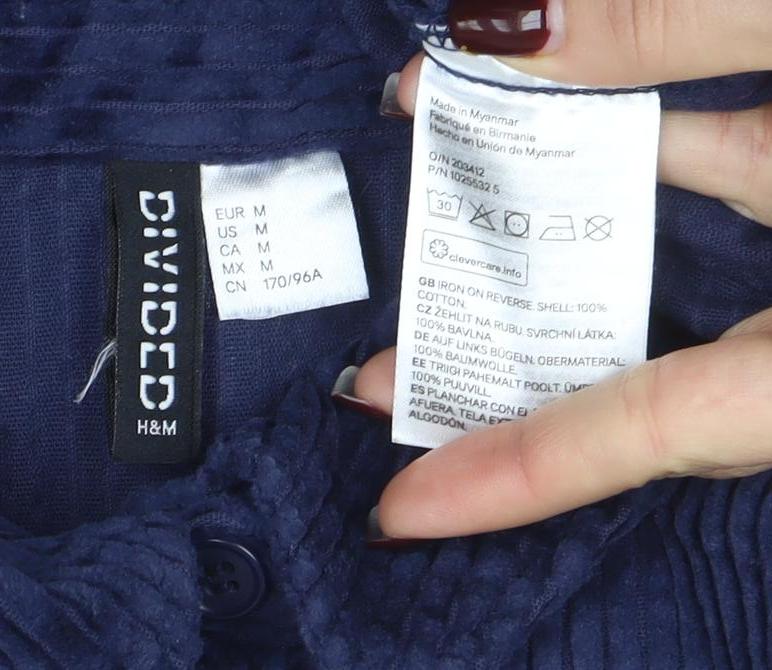 DIVIDED
H&M
EUR M
US M
CA M
MX M
CN 170/96A
Made in Myanmar
Fabriqué en Birmanie
Hecho en Unión de Myanmar
O/N 203412
P/N 1025532 5
30
clevercare.info
GB IRON ON REVERSE. SHELL: 100%
COTTON.
CZ ŽEHLIT NA RUBU. SVRCHNÍ LÁTKA:
100% BAVLNA.
DE AUF LINKS BÜGELN. OBERMATERIAL:
100% BAUMWOLLE.
EE TRIIGI PAHEMALT POOLT.
100% PUUVILL.
ES PLANCHAR CON
AFUERA. TELA
ALGODÓN.